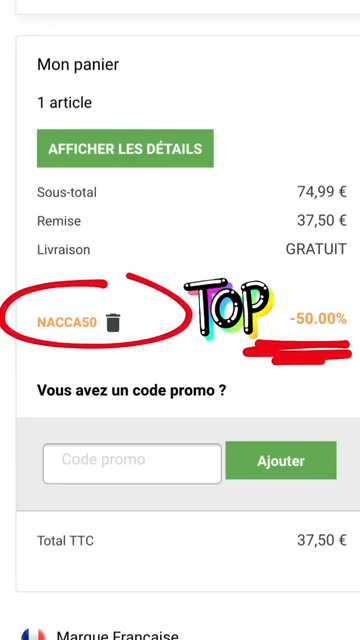 Mon panier
1 article
AFFICHER LES DÉTAILS
Sous-total 74,99 €
Remise 37,50 €
Livraison GRATUIT
NACCA50 TOP -50.00%
Vous avez un code promo ?
Code promo Ajouter
Total TTC 37,50 €
Marque Française